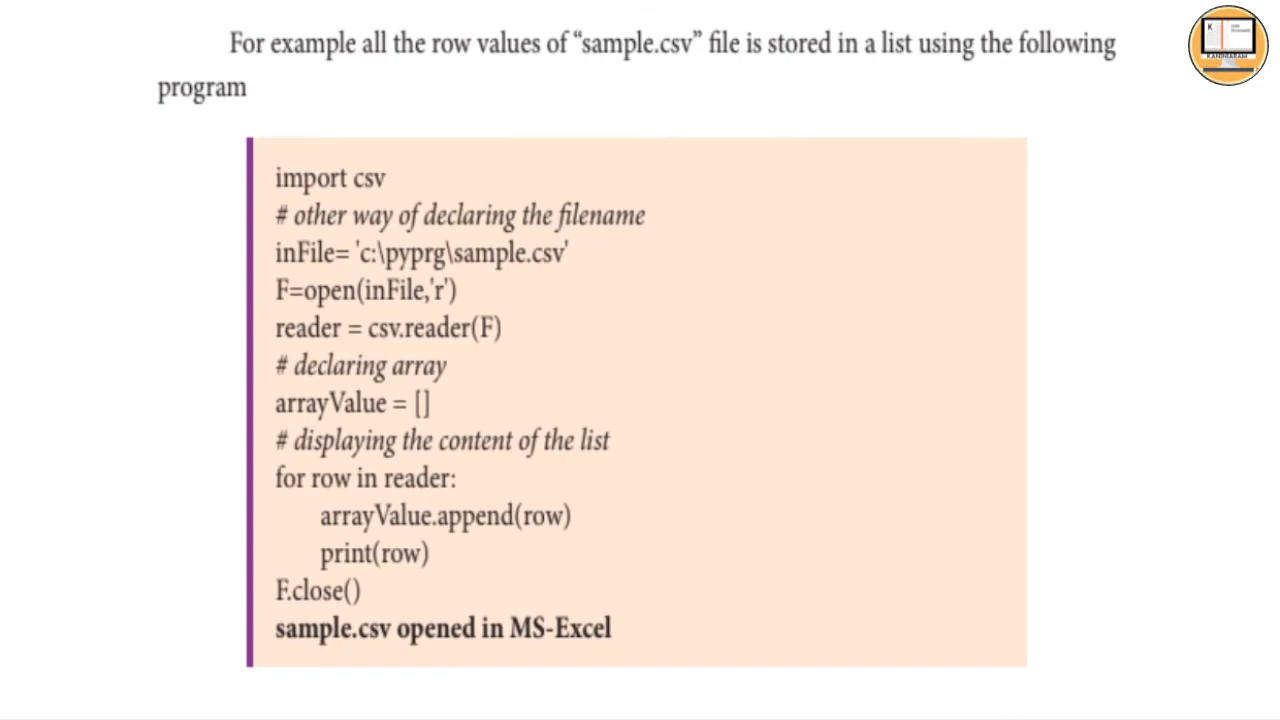 For example all the row values of “sample.csv” file is stored in a list using the following
program
import csv
# other way of declaring the filename
inFile= 'c:\pyprg\sample.csv'
F=open(inFile,'r')
reader = csv.reader(F)
# declaring array
arrayValue = []
# displaying the content of the list
for row in reader:
arrayValue.append(row)
print(row)
F.close()
sample.csv opened in MS-Excel
K